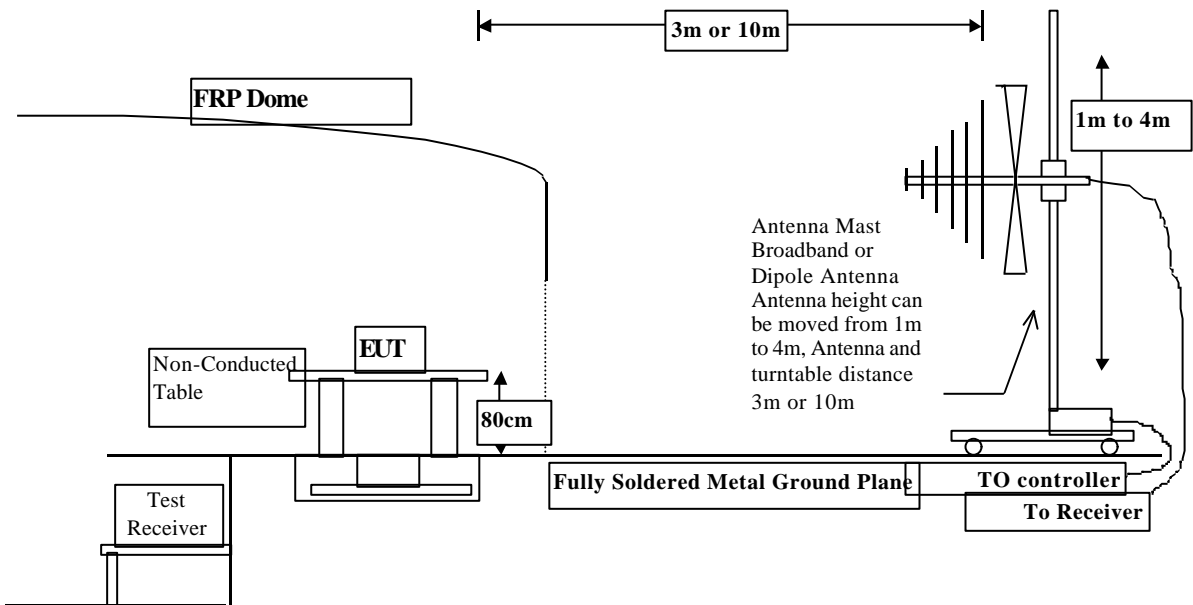 3m or 10m
FRP Dome
1m to 4m
Antenna Mast
Broadband or
Dipole Antenna
Antenna height can
be moved from 1m
to 4m, Antenna and
turntable distance
3m or 10m
EUT
Non-Conducted
Table
80cm
Fully Soldered Metal Ground Plane
TO controller
To Receiver
Test
Receiver